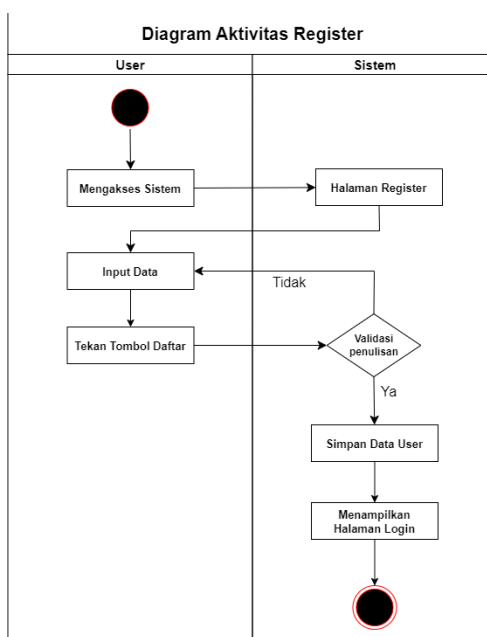 Diagram Aktivitas Register
User
Sistem
Mengakses Sistem
Halaman Register
Input Data
Tidak
Tekan Tombol Daftar
Validasi
penulisan
Ya
Simpan Data User
Menampilkan
Halaman Login